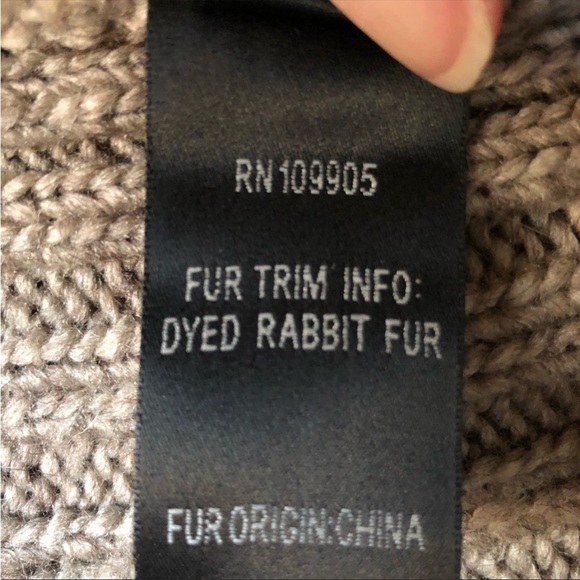 RN 109905
FUR TRIM INFO:
DYED RABBIT FUR
FUR ORIGIN:CHINA